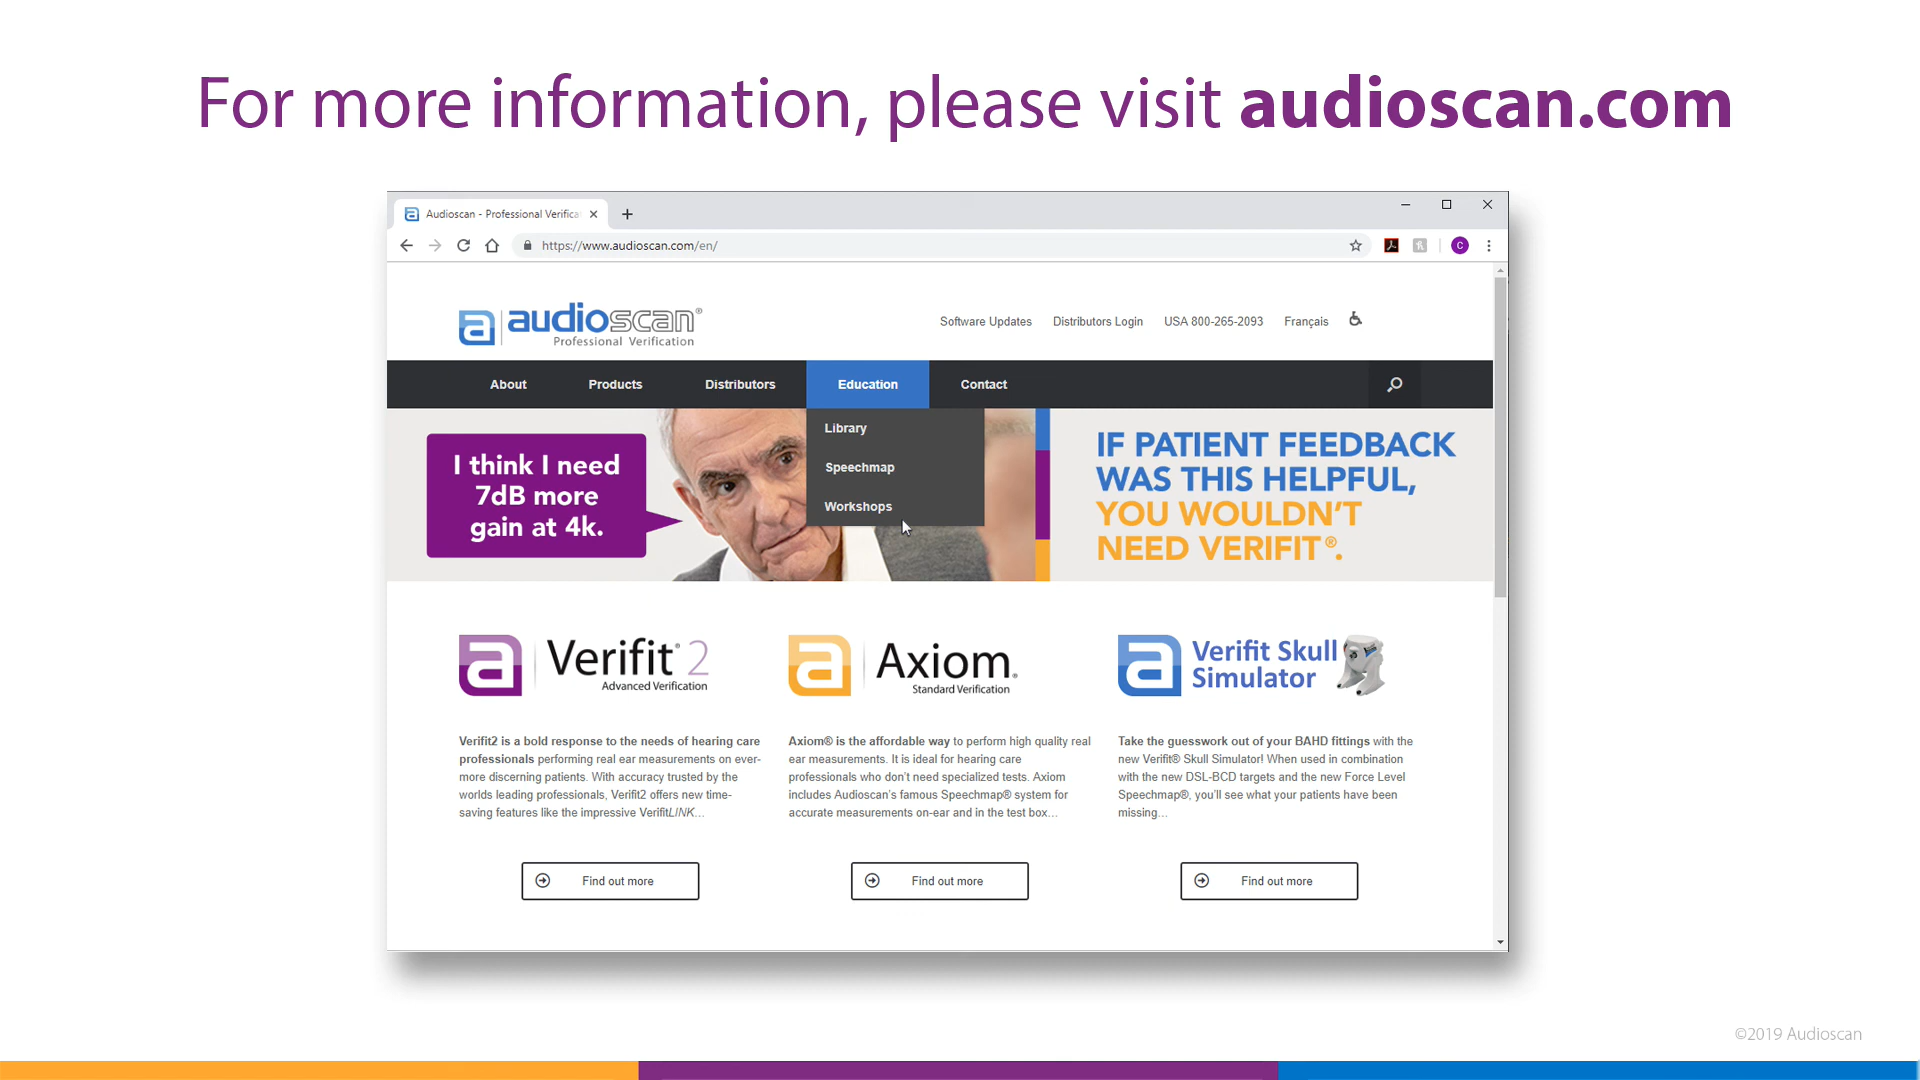 For more information, please visit audioscan.com
Audioscan - Professional Verifica
https://www.audioscan.com/en/
C
a audioscan®
Professional Verification
Software Updates Distributors Login USA 800-265-2093 Français
About Products Distributors Education Contact
Library
Speechmap
Workshops
I think I need
7dB more
gain at 4k.
IF PATIENT FEEDBACK
WAS THIS HELPFUL,
YOU WOULDN'T
NEED VERIFIT®.
a Verifit® 2
Advanced Verification
Verifit2 is a bold response to the needs of hearing care
professionals performing real ear measurements on ever-
more discerning patients. With accuracy trusted by the
worlds leading professionals, Verifit2 offers new time-
saving features like the impressive VerifitLINK...
Find out more
a Axiom®
Standard Verification
Axiom® is the affordable way to perform high quality real
ear measurements. It is ideal for hearing care
professionals who don't need specialized tests. Axiom
includes Audioscan's famous Speechmap® system for
accurate measurements on-ear and in the test box...
Find out more
a Verifit Skull
Simulator
Take the guesswork out of your BAHD fittings with the
new Verifit® Skull Simulator! When used in combination
with the new DSL-BCD targets and the new Force Level
Speechmap®, you'll see what your patients have been
missing...
Find out more
©2019 Audioscan